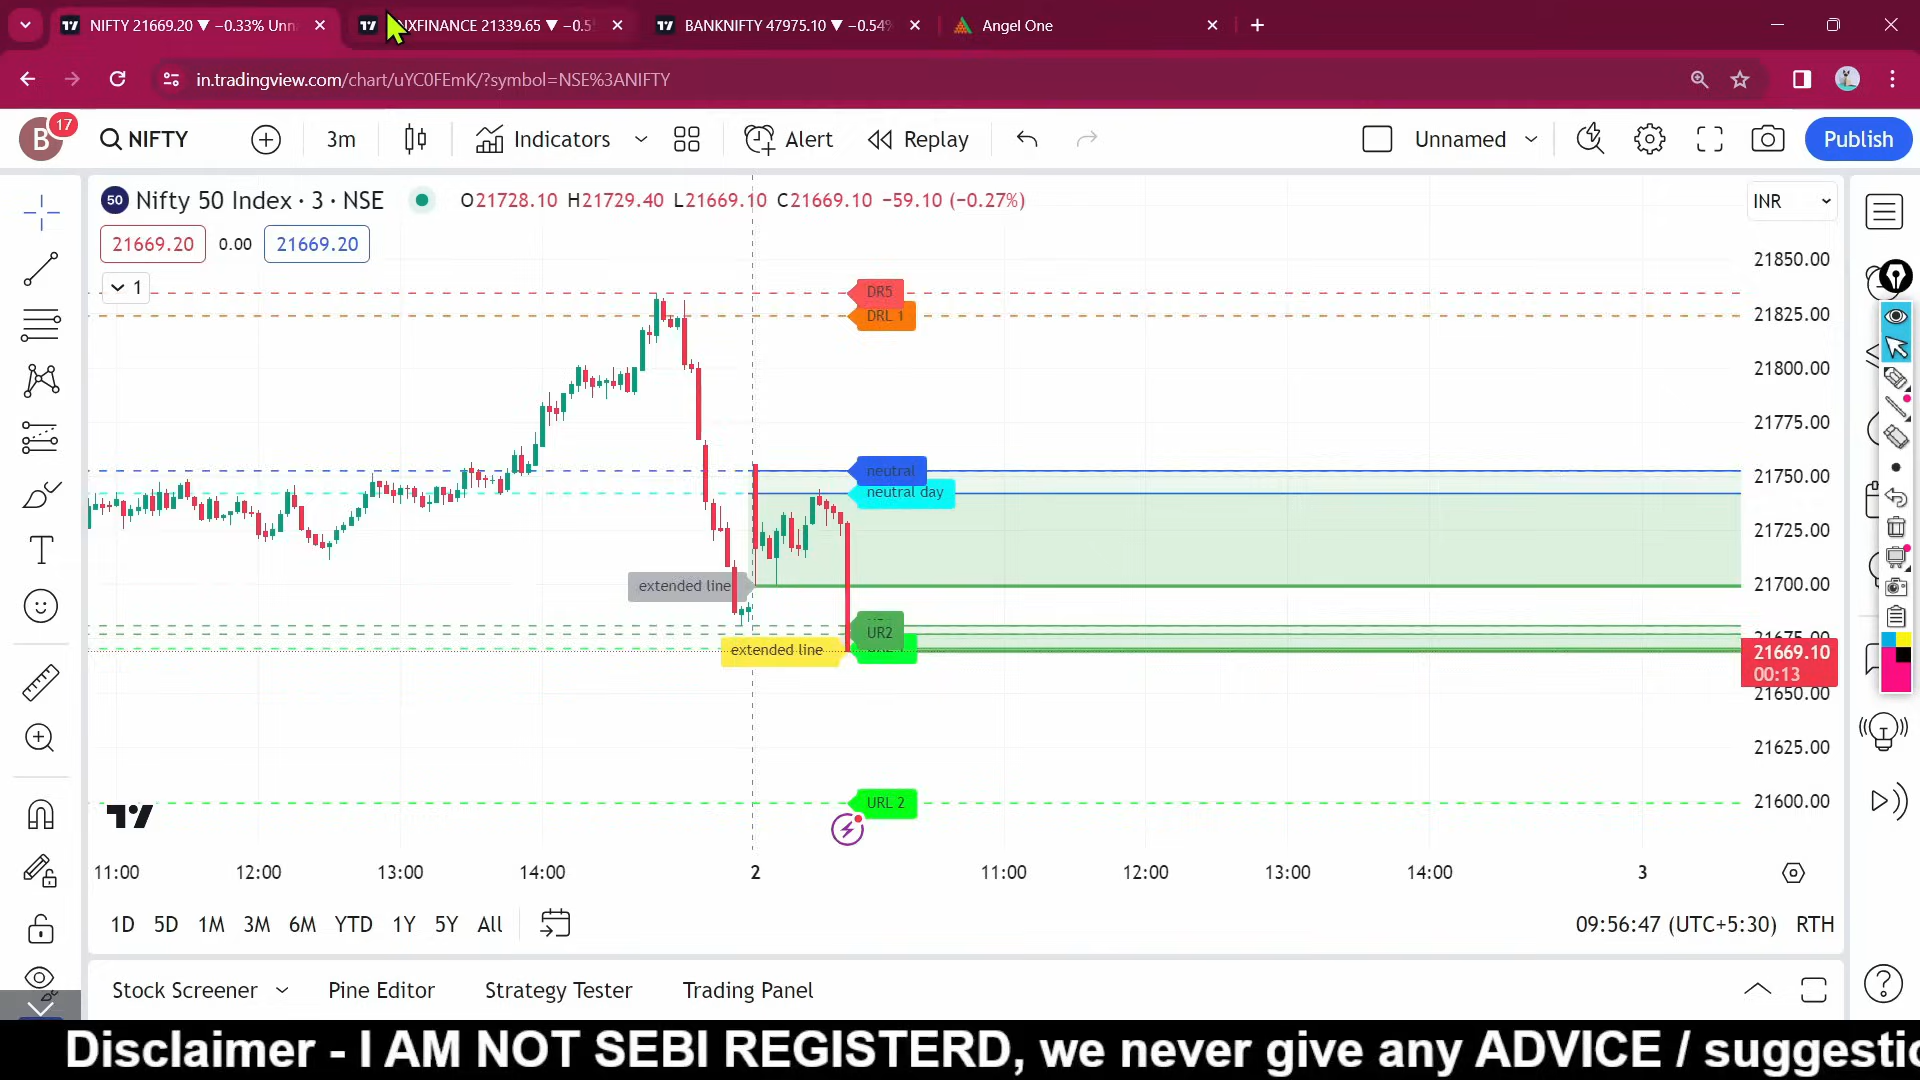 NIFTY 21669.20 ▼ −0.33% Unn
NXFINANCE 21339.65 ▼ −0.5
BANKNIFTY 47975.10 ▼ −0.54%
Angel One
in.tradingview.com/chart/uYC0FEmK/?symbol=NSE%3ANIFTY
B 17 NIFTY 3m Indicators Alert Replay Unnamed Publish
50 Nifty 50 Index · 3 · NSE O21728.10 H21729.40 L21669.10 C21669.10 −59.10 (−0.27%) INR
21669.20 0.00 21669.20
1
21850.00
DR5
DRL 1
21825.00
21800.00
21775.00
neutral
21750.00
neutral day
21725.00
extended line
21700.00
UR2
21675.00
extended line
21669.10
00:13
21650.00
21625.00
URL 2
21600.00
11:00 12:00 13:00 14:00 2 11:00 12:00 13:00 14:00 3
1D 5D 1M 3M 6M YTD 1Y 5Y All 09:56:47 (UTC+5:30) RTH
Stock Screener Pine Editor Strategy Tester Trading Panel
Disclaimer - I AM NOT SEBI REGISTERD, we never give any ADVICE / suggestic